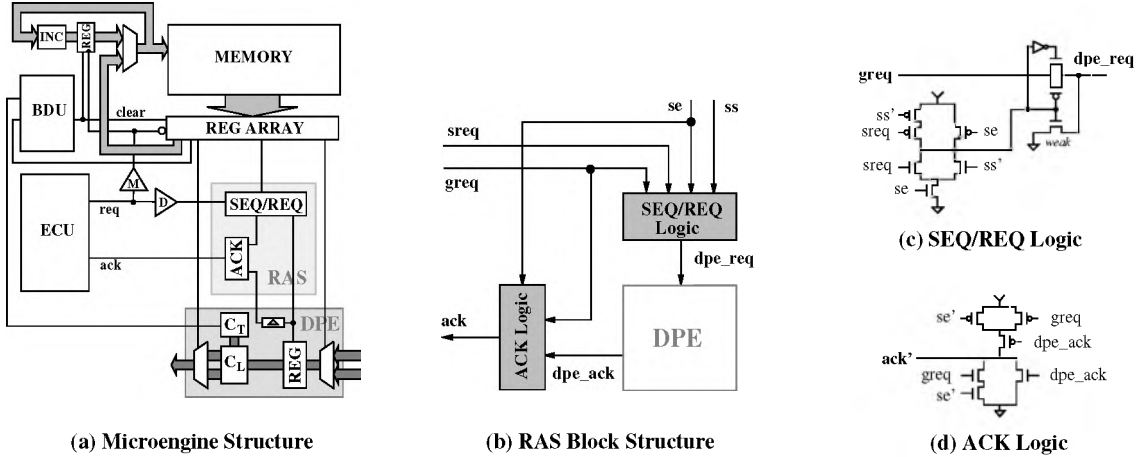 INC
REG
MEMORY
BDU
clear
REG ARRAY
M
req
D
SEQ/REQ
ECU
ack
ACK
RAS
DPE
C_T
C_L
REG
(a) Microengine Structure
se
ss
sreq
greq
SEQ/REQ
Logic
dpe_req
ack
ACK Logic
DPE
dpe_ack
(b) RAS Block Structure
greq
dpe_req
ss'
sreq
se
weak
sreq
ss'
se
(c) SEQ/REQ Logic
se'
greq
dpe_ack
ack'
greq
dpe_ack
se'
(d) ACK Logic